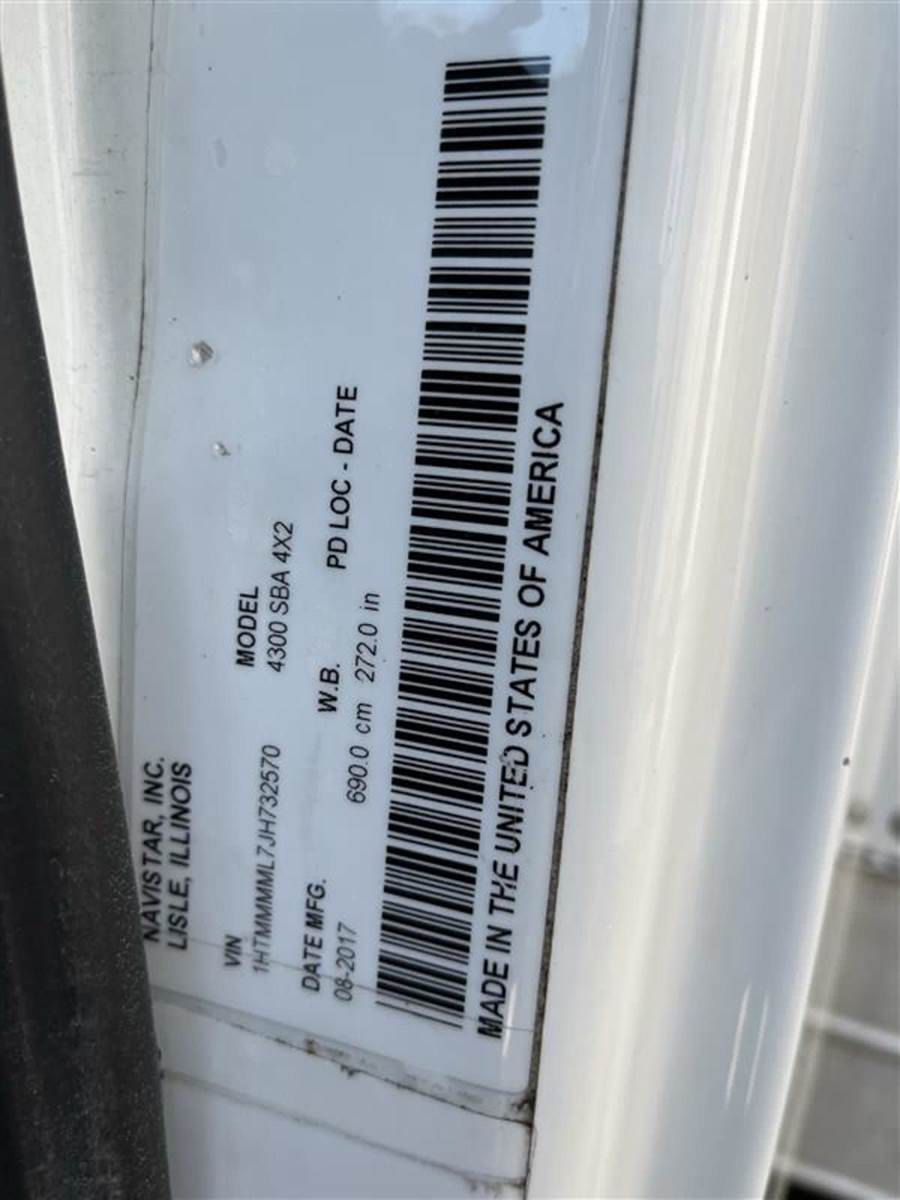 NAVISTAR, INC.
LISLE, ILLINOIS
VIN
1HTMMMML7JH732570
MODEL
4300 SBA 4X2
DATE MFG.
08-2017
W.B.
690.0 cm 272.0 in
PD LOC - DATE
MADE IN THE UNITED STATES OF AMERICA